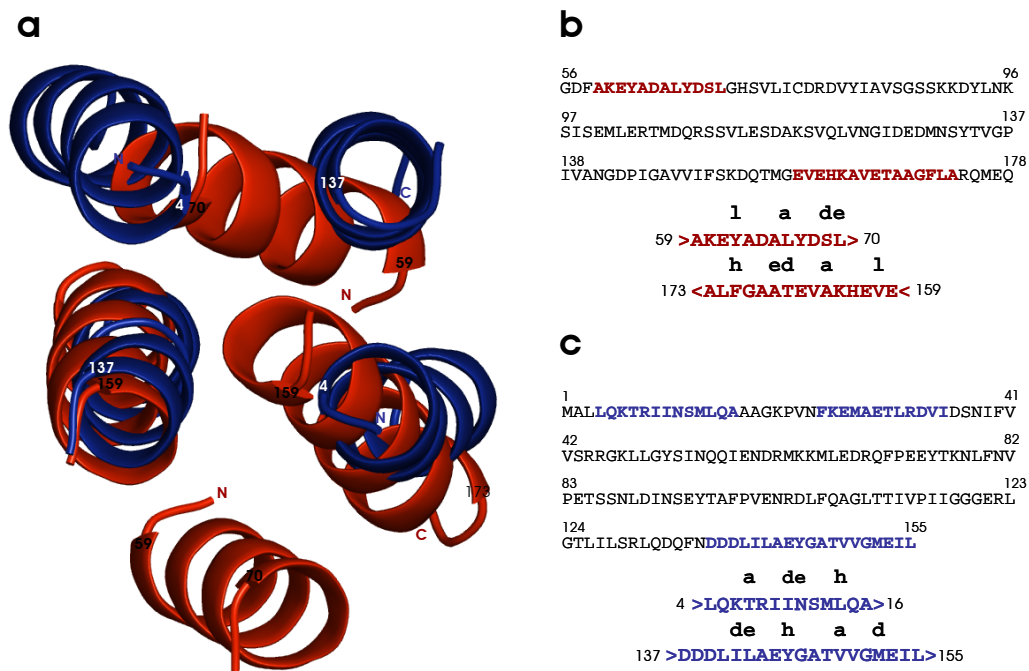 a
N
4
70
137
C
59
N
137
159
159
4
N
173
C
N
59
70
b
56 96
GDFAKEYADALYDSLGHSVLICDRDVYIAVSGSSKKDYLNK
97 137
SISEMLERTMDQRSSVLESDAKSVQLVNGIDEDMNSYTVGP
138 178
IVANGDPIGAVVIFSKDQTMGEVEHKAVETAAGFLARQMEQ
l a de
59 >AKEYADALYDSL> 70
h ed a l
173 <ALFGAATEVAKHEVE< 159
c
1 41
MALLQKTRIINSMLQAAAGKPVNFKEMAETLRDVIDSNIFV
42 82
VSRRGKLLGYSINQQIENDRMKKMLEDRQFPEEYTKNLFNV
83 123
PETSSNLDINSEYTAFPVENRDLFQAGLTTIVPIIGGGERL
124 155
GTLILSRLQDQFNDDDLILAEYGATVVGMEIL
a de h
4 >LQKTRIINSMLQA> 16
de h a d
137 >DDDLILAEYGATVVGMEIL> 155